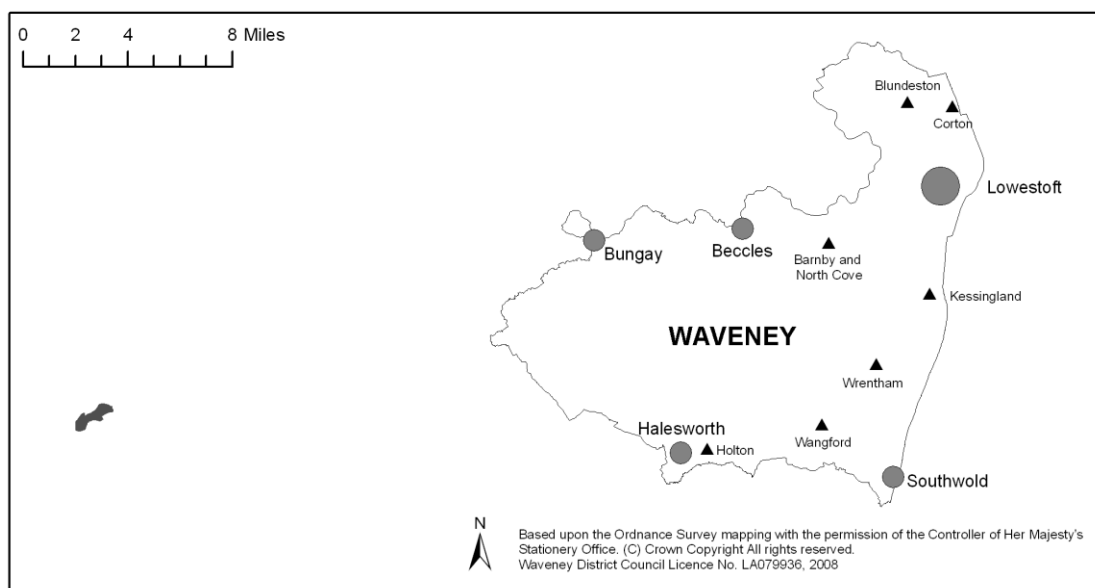 0 2 4 8 Miles
Blundeston
Corton
Lowestoft
Beccles
Bungay
Barnby and
North Cove
Kessingland
WAVENEY
Wrentham
Halesworth
Holton
Wangford
Southwold
N
Based upon the Ordnance Survey mapping with the permission of the Controller of Her Majesty's
Stationery Office. (C) Crown Copyright All rights reserved.
Waveney District Council Licence No. LA079936, 2008